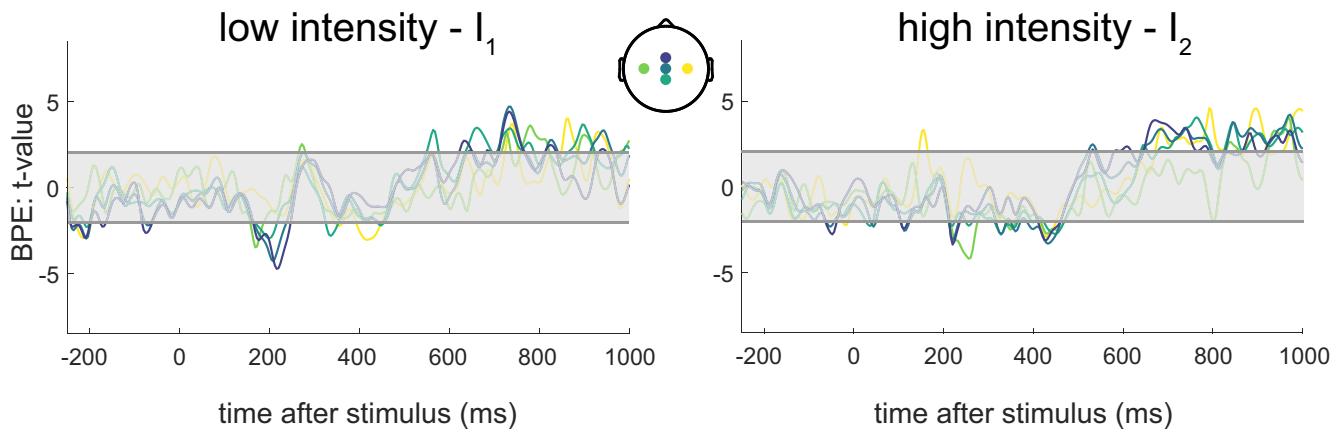 low intensity - I₁
high intensity - I₂
BPE: t-value
5
0
-5
-200 0 200 400 600 800 1000
time after stimulus (ms)
5
0
-5
-200 0 200 400 600 800 1000
time after stimulus (ms)